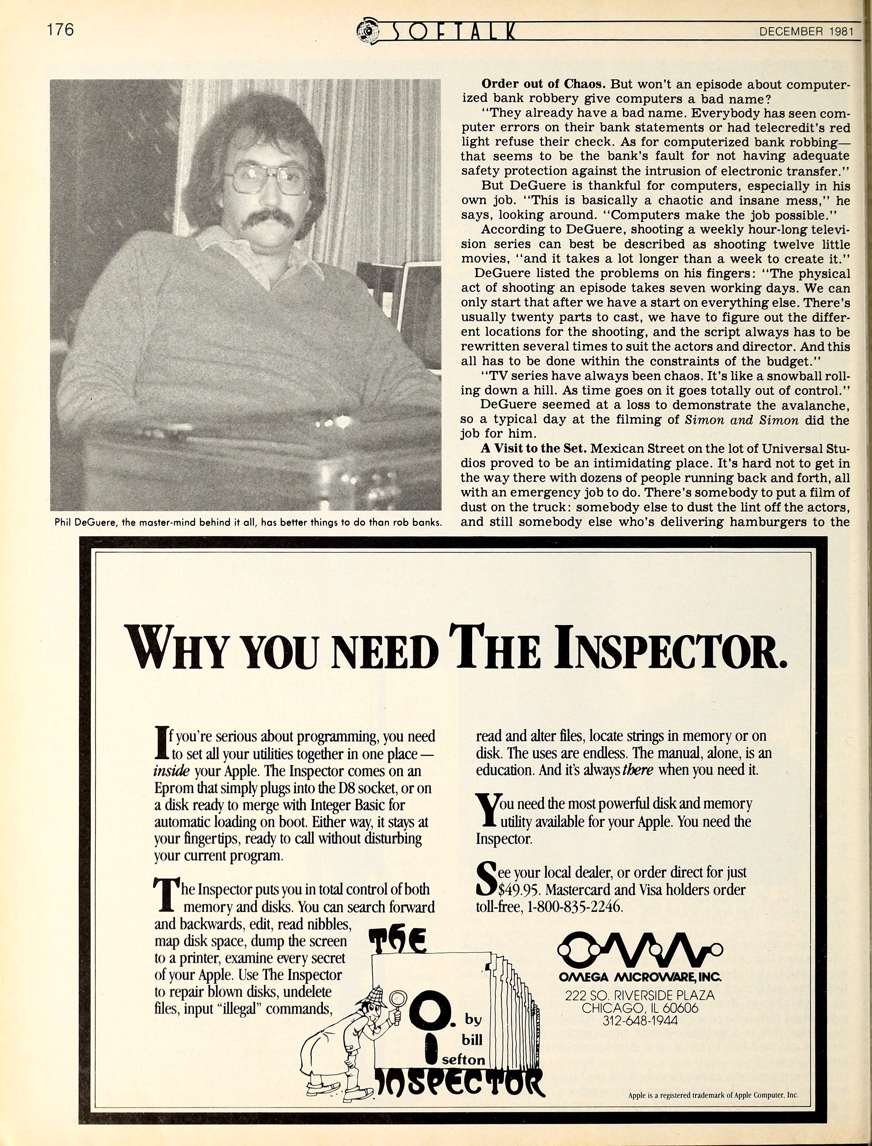 176
SOFTALK
DECEMBER 1981
Phil DeGuere, the master-mind behind it all, has better things to do than rob banks.
Order out of Chaos. But won't an episode about computer-
ized bank robbery give computers a bad name?
"They already have a bad name. Everybody has seen com-
puter errors on their bank statements or had telecredit's red
light refuse their check. As for computerized bank robbing—
that seems to be the bank's fault for not having adequate
safety protection against the intrusion of electronic transfer."
But DeGuere is thankful for computers, especially in his
own job. "This is basically a chaotic and insane mess," he
says, looking around. "Computers make the job possible."
According to DeGuere, shooting a weekly hour-long televi-
sion series can best be described as shooting twelve little
movies, "and it takes a lot longer than a week to create it."
DeGuere listed the problems on his fingers: "The physical
act of shooting an episode takes seven working days. We can
only start that after we have a start on everything else. There's
usually twenty parts to cast, we have to figure out the differ-
ent locations for the shooting, and the script always has to be
rewritten several times to suit the actors and director. And this
all has to be done within the constraints of the budget."
"TV series have always been chaos. It's like a snowball roll-
ing down a hill. As time goes on it goes totally out of control."
DeGuere seemed at a loss to demonstrate the avalanche,
so a typical day at the filming of Simon and Simon did the
job for him.
A Visit to the Set. Mexican Street on the lot of Universal Stu-
dios proved to be an intimidating place. It's hard not to get in
the way there with dozens of people running back and forth, all
with an emergency job to do. There's somebody to put a film of
dust on the truck: somebody else to dust the lint off the actors,
and still somebody else who's delivering hamburgers to the
WHY YOU NEED THE INSPECTOR.
If you're serious about programming, you need
to set all your utilities together in one place —
inside your Apple. The Inspector comes on an
Eprom that simply plugs into the D8 socket, or on
a disk ready to merge with Integer Basic for
automatic loading on boot. Either way, it stays at
your fingertips, ready to call without disturbing
your current program.
The Inspector puts you in total control of both
memory and disks. You can search forward
and backwards, edit, read nibbles,
map disk space, dump the screen
to a printer, examine every secret
of your Apple. Use The Inspector
to repair blown disks, undelete
files, input "illegal" commands,
read and alter files, locate strings in memory or on
disk. The uses are endless. The manual, alone, is an
education. And it's always there when you need it.
You need the most powerful disk and memory
utility available for your Apple. You need the
Inspector.
See your local dealer, or order direct for just
$49.95. Mastercard and Visa holders order
toll-free, 1-800-835-2246.
THE
by
bill
sefton
INSPECTOR
OMEGA MICROWARE, INC.
222 SO. RIVERSIDE PLAZA
CHICAGO, IL 60606
312-648-1944
Apple is a registered trademark of Apple Computer, Inc.